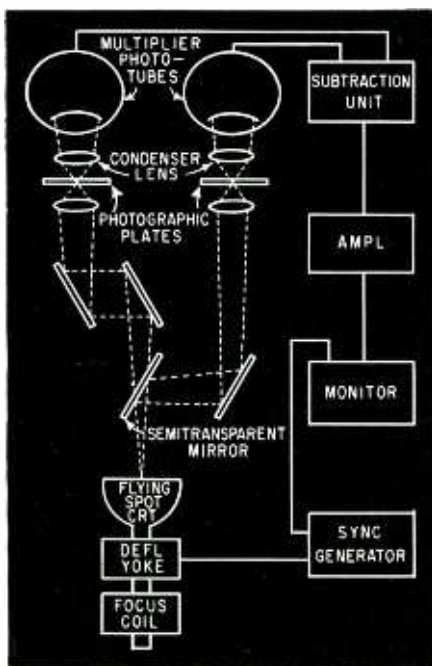 MULTIPLIER
PHOTO-
TUBES
SUBTRACTION
UNIT
CONDENSER
LENS
PHOTOGRAPHIC
PLATES
AMPL
MONITOR
SEMITRANSPARENT
MIRROR
FLYING
SPOT
CRT
SYNC
GENERATOR
DEFL
YOKE
FOCUS
COIL